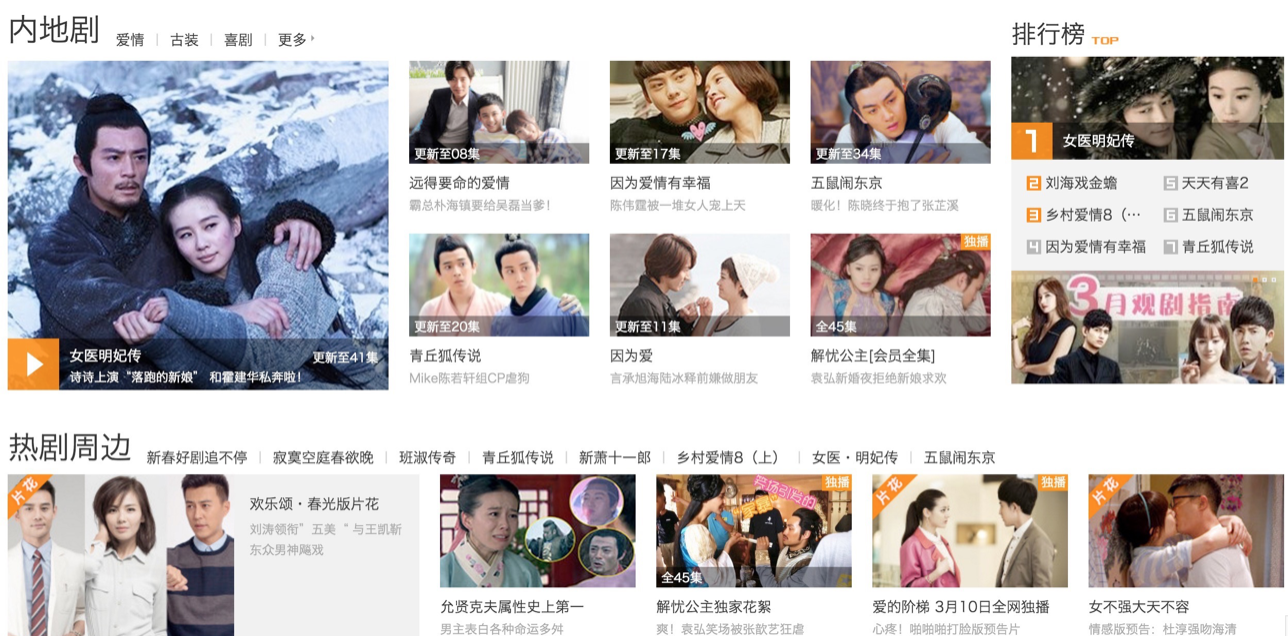 内地剧
爱情
古装
喜剧
更多
女医明妃传
更新至41集
诗诗上演“落跑的新娘” 和霍建华私奔啦！
更新至08集
远得要命的爱情
霸总朴海镇要给吴磊当爹！
更新至17集
因为爱情有幸福
陈伟霆被一堆女人宠上天
更新至34集
五鼠闹东京
暖化！陈晓终于抱了张芷溪
更新至20集
青丘狐传说
Mike陈若轩组CP虐狗
更新至11集
因为爱
言承旭海陆冰释前嫌做朋友
独播
全45集
解忧公主[会员全集]
袁弘新婚夜拒绝新娘求欢
排行榜 TOP
1 女医明妃传
2 刘海戏金蟾
5 天天有喜2
3 乡村爱情8（…
6 五鼠闹东京
4 因为爱情有幸福
7 青丘狐传说
3月观剧指南
热剧周边
新春好剧追不停
寂寞空庭春欲晚
班淑传奇
青丘狐传说
新萧十一郎
乡村爱情8（上）
女医·明妃传
五鼠闹东京
片花
欢乐颂·春光版片花
刘涛领衔”五美“与王凯靳
东众男神飚戏
允贤克夫属性史上第一
男主表白各种命运多舛
独播
全45集
解忧公主独家花絮
爽！袁弘笑场被张歆艺狂虐
片花
独播
爱的阶梯 3月10日全网独播
心疼！啪啪啪打脸版预告片
片花
女不强大天不容
情感版预告：杜淳强吻海清